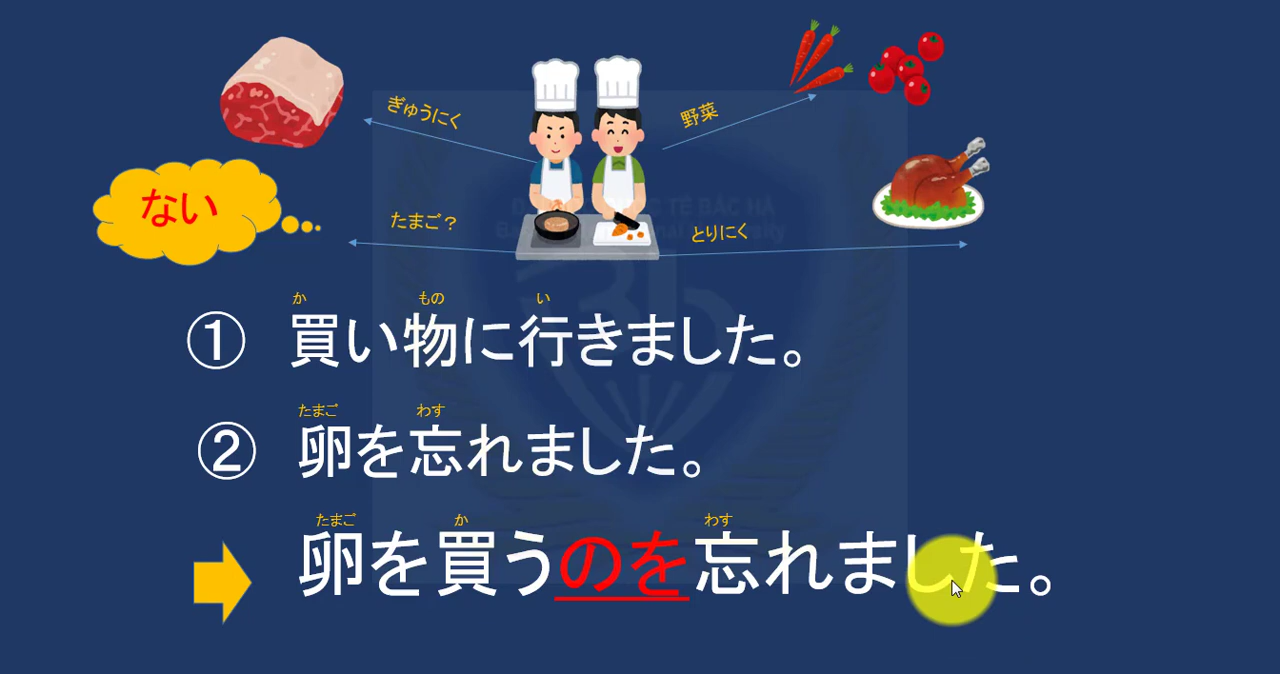 ぎゅうにく
野菜
ない
たまご？
とりにく
か もの い
① 買い物に行きました。
たまご わす
② 卵を忘れました。
たまご か わす
卵を買うのを忘れました。